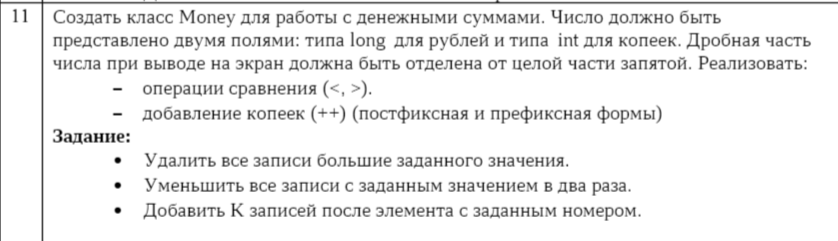 11 Создать класс Money для работы с денежными суммами. Число должно быть
представлено двумя полями: типа long для рублей и типа int для копеек. Дробная часть
числа при выводе на экран должна быть отделена от целой части запятой. Реализовать:
– операции сравнения (<, >).
– добавление копеек (++) (постфиксная и префиксная формы)
Задание:
• Удалить все записи большие заданного значения.
• Уменьшить все записи с заданным значением в два раза.
• Добавить K записей после элемента с заданным номером.